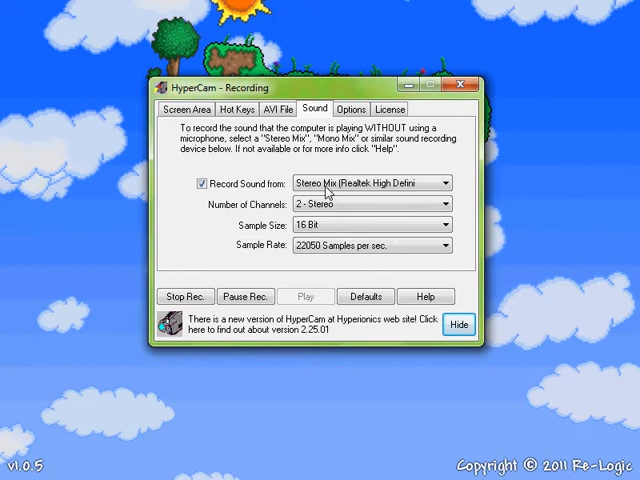 HyperCam - Recording
Screen Area Hot Keys AVI File Sound Options License
To record the sound that the computer is playing WITHOUT using a
microphone, select a "Stereo Mix", "Mono Mix" or similar sound recording
device below. If not available or for more info click "Help".
Record Sound from: Stereo Mix (Realtek High Defini
Number of Channels: 2 - Stereo
Sample Size: 16 Bit
Sample Rate: 22050 Samples per sec.
Stop Rec. Pause Rec. Play Defaults Help
There is a new version of HyperCam at Hyperionics web site! Click
here to find out about version 2.25.01
Hide
v1.0.5
Copyright © 2011 Re-Logic